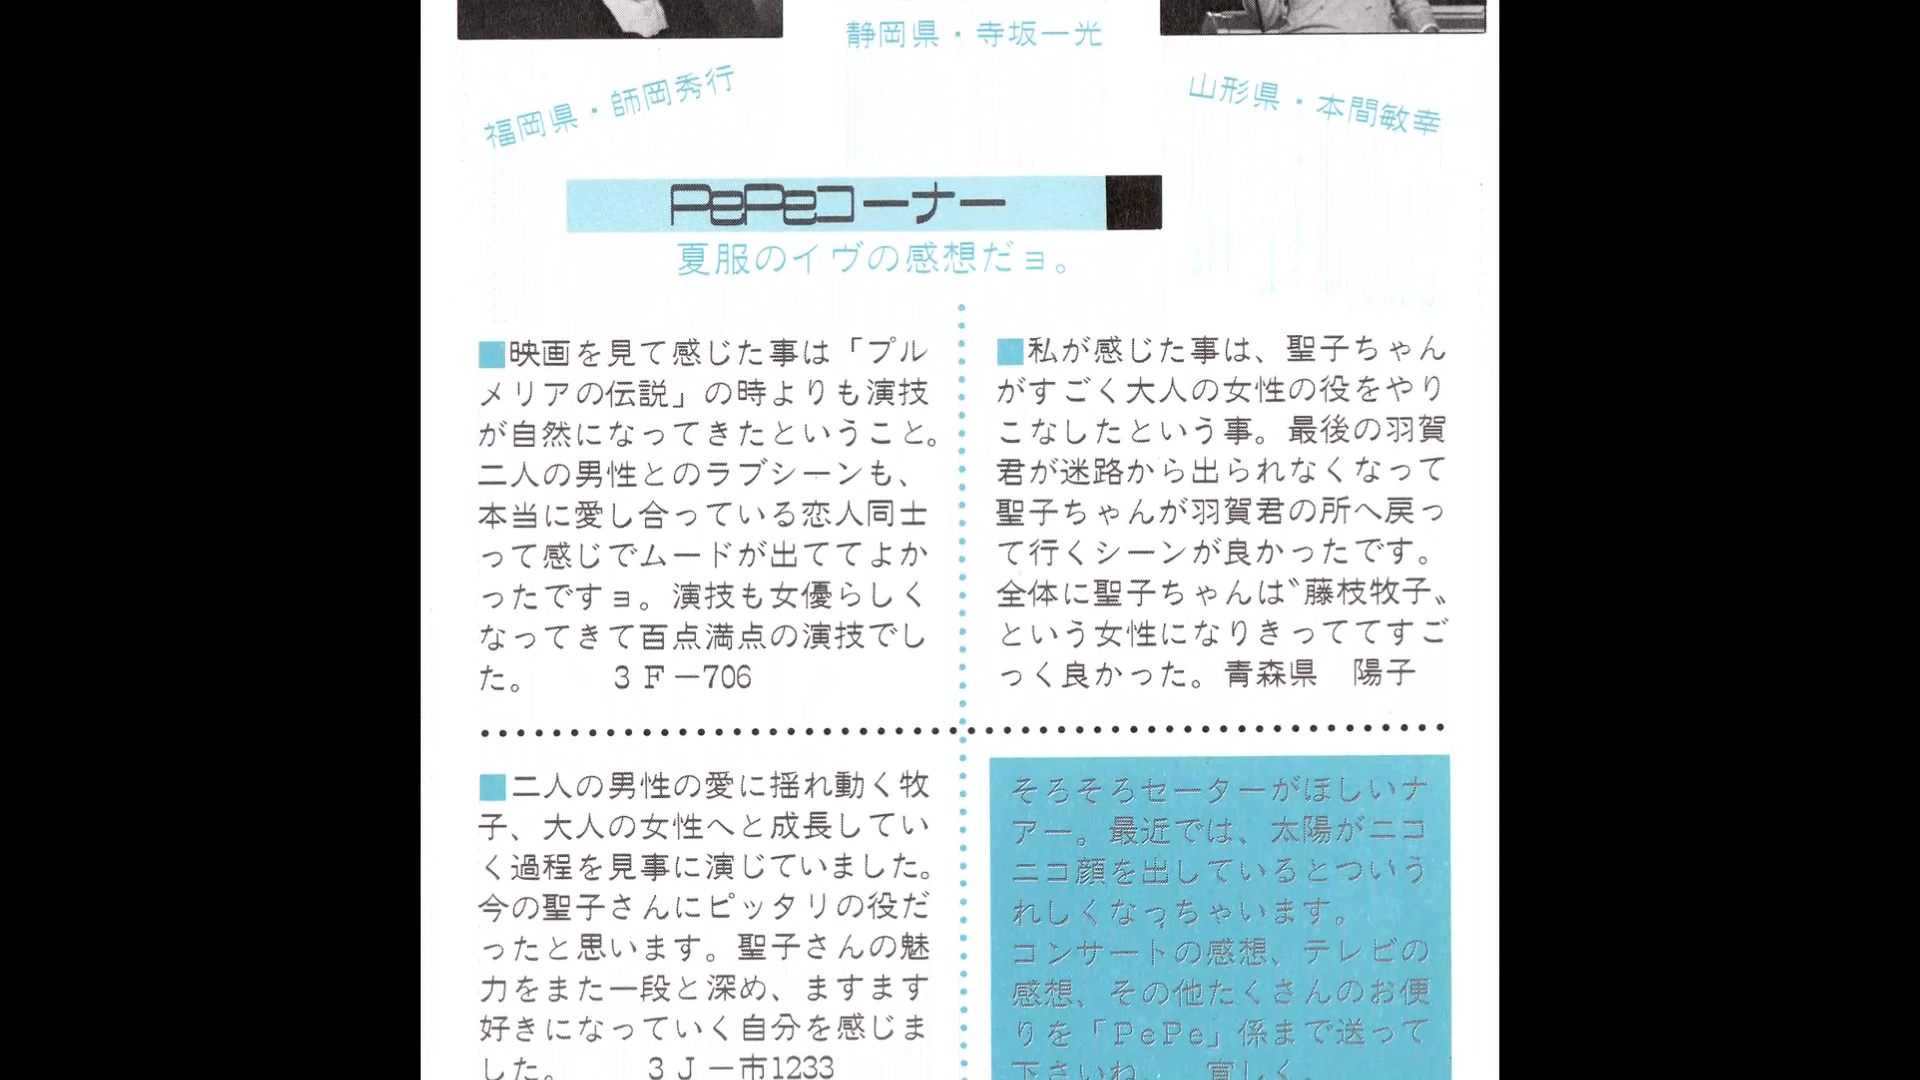 静岡県・寺坂一光
福岡県・師岡秀行
山形県・本間敏幸
PePeコーナー
夏服のイヴの感想だョ。
■映画を見て感じた事は「プル
メリアの伝説」の時よりも演技
が自然になってきたということ。
二人の男性とのラブシーンも、
本当に愛し合っている恋人同士
って感じでムードが出ててよか
ったですョ。演技も女優らしく
なってきて百点満点の演技でし
た。　　3F－706
■私が感じた事は、聖子ちゃん
がすごく大人の女性の役をやり
こなしたという事。最後の羽賀
君が迷路から出られなくなって
聖子ちゃんが羽賀君の所へ戻っ
て行くシーンが良かったです。
全体に聖子ちゃんは〝藤枝牧子〟
という女性になりきっててすご
っく良かった。青森県　陽子
■二人の男性の愛に揺れ動く牧
子、大人の女性へと成長してい
く過程を見事に演じていました。
今の聖子さんにピッタリの役だ
ったと思います。聖子さんの魅
力をまた一段と深め、ますます
好きになっていく自分を感じま
した。　　3J－市1233
そろそろセーターがほしいナ
アー。最近では、太陽がニコ
ニコ顔を出しているとついう
れしくなっちゃいます。
コンサートの感想、テレビの
感想、その他たくさんのお便
りを「PePe」係まで送って
下さいね。　宜しく。